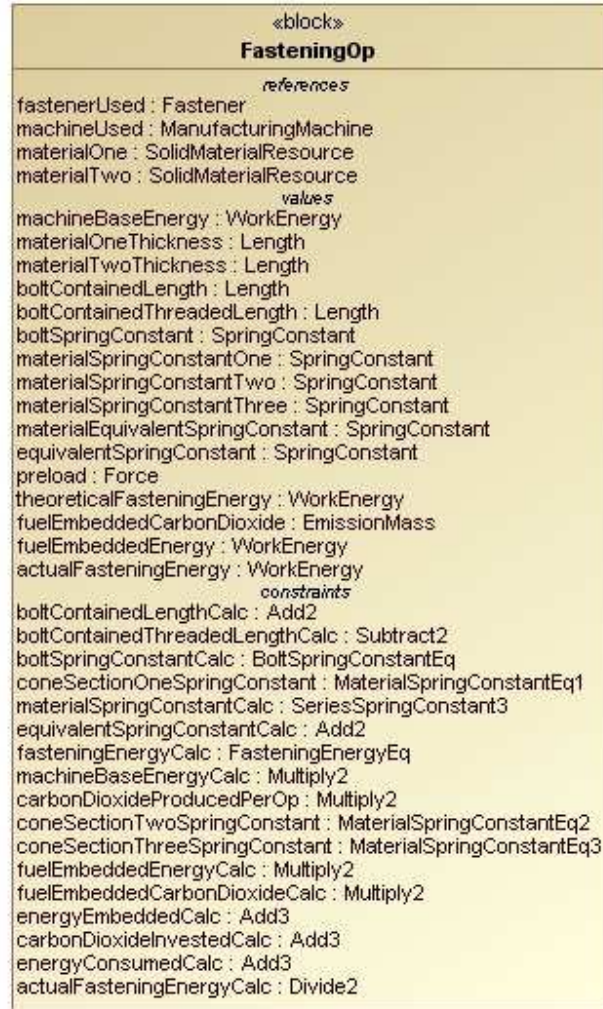 «block»
FasteningOp
references
fastenerUsed : Fastener
machineUsed : ManufacturingMachine
materialOne : SolidMaterialResource
materialTwo : SolidMaterialResource
values
machineBaseEnergy : WorkEnergy
materialOneThickness : Length
materialTwoThickness : Length
boltContainedLength : Length
boltContainedThreadedLength : Length
boltSpringConstant : SpringConstant
materialSpringConstantOne : SpringConstant
materialSpringConstantTwo : SpringConstant
materialSpringConstantThree : SpringConstant
materialEquivalentSpringConstant : SpringConstant
equivalentSpringConstant : SpringConstant
preload : Force
theoreticalFasteningEnergy : WorkEnergy
fuelEmbeddedCarbonDioxide : EmissionMass
fuelEmbeddedEnergy : WorkEnergy
actualFasteningEnergy : WorkEnergy
constraints
boltContainedLengthCalc : Add2
boltContainedThreadedLengthCalc : Subtract2
boltSpringConstantCalc : BoltSpringConstantEq
coneSectionOneSpringConstant : MaterialSpringConstantEq1
materialSpringConstantCalc : SeriesSpringConstant3
equivalentSpringConstantCalc : Add2
fasteningEnergyCalc : FasteningEnergyEq
machineBaseEnergyCalc : Multiply2
carbonDioxideProducedPerOp : Multiply2
coneSectionTwoSpringConstant : MaterialSpringConstantEq2
coneSectionThreeSpringConstant : MaterialSpringConstantEq3
fuelEmbeddedEnergyCalc : Multiply2
fuelEmbeddedCarbonDioxideCalc : Multiply2
energyEmbeddedCalc : Add3
carbonDioxideInvestedCalc : Add3
energyConsumedCalc : Add3
actualFasteningEnergyCalc : Divide2